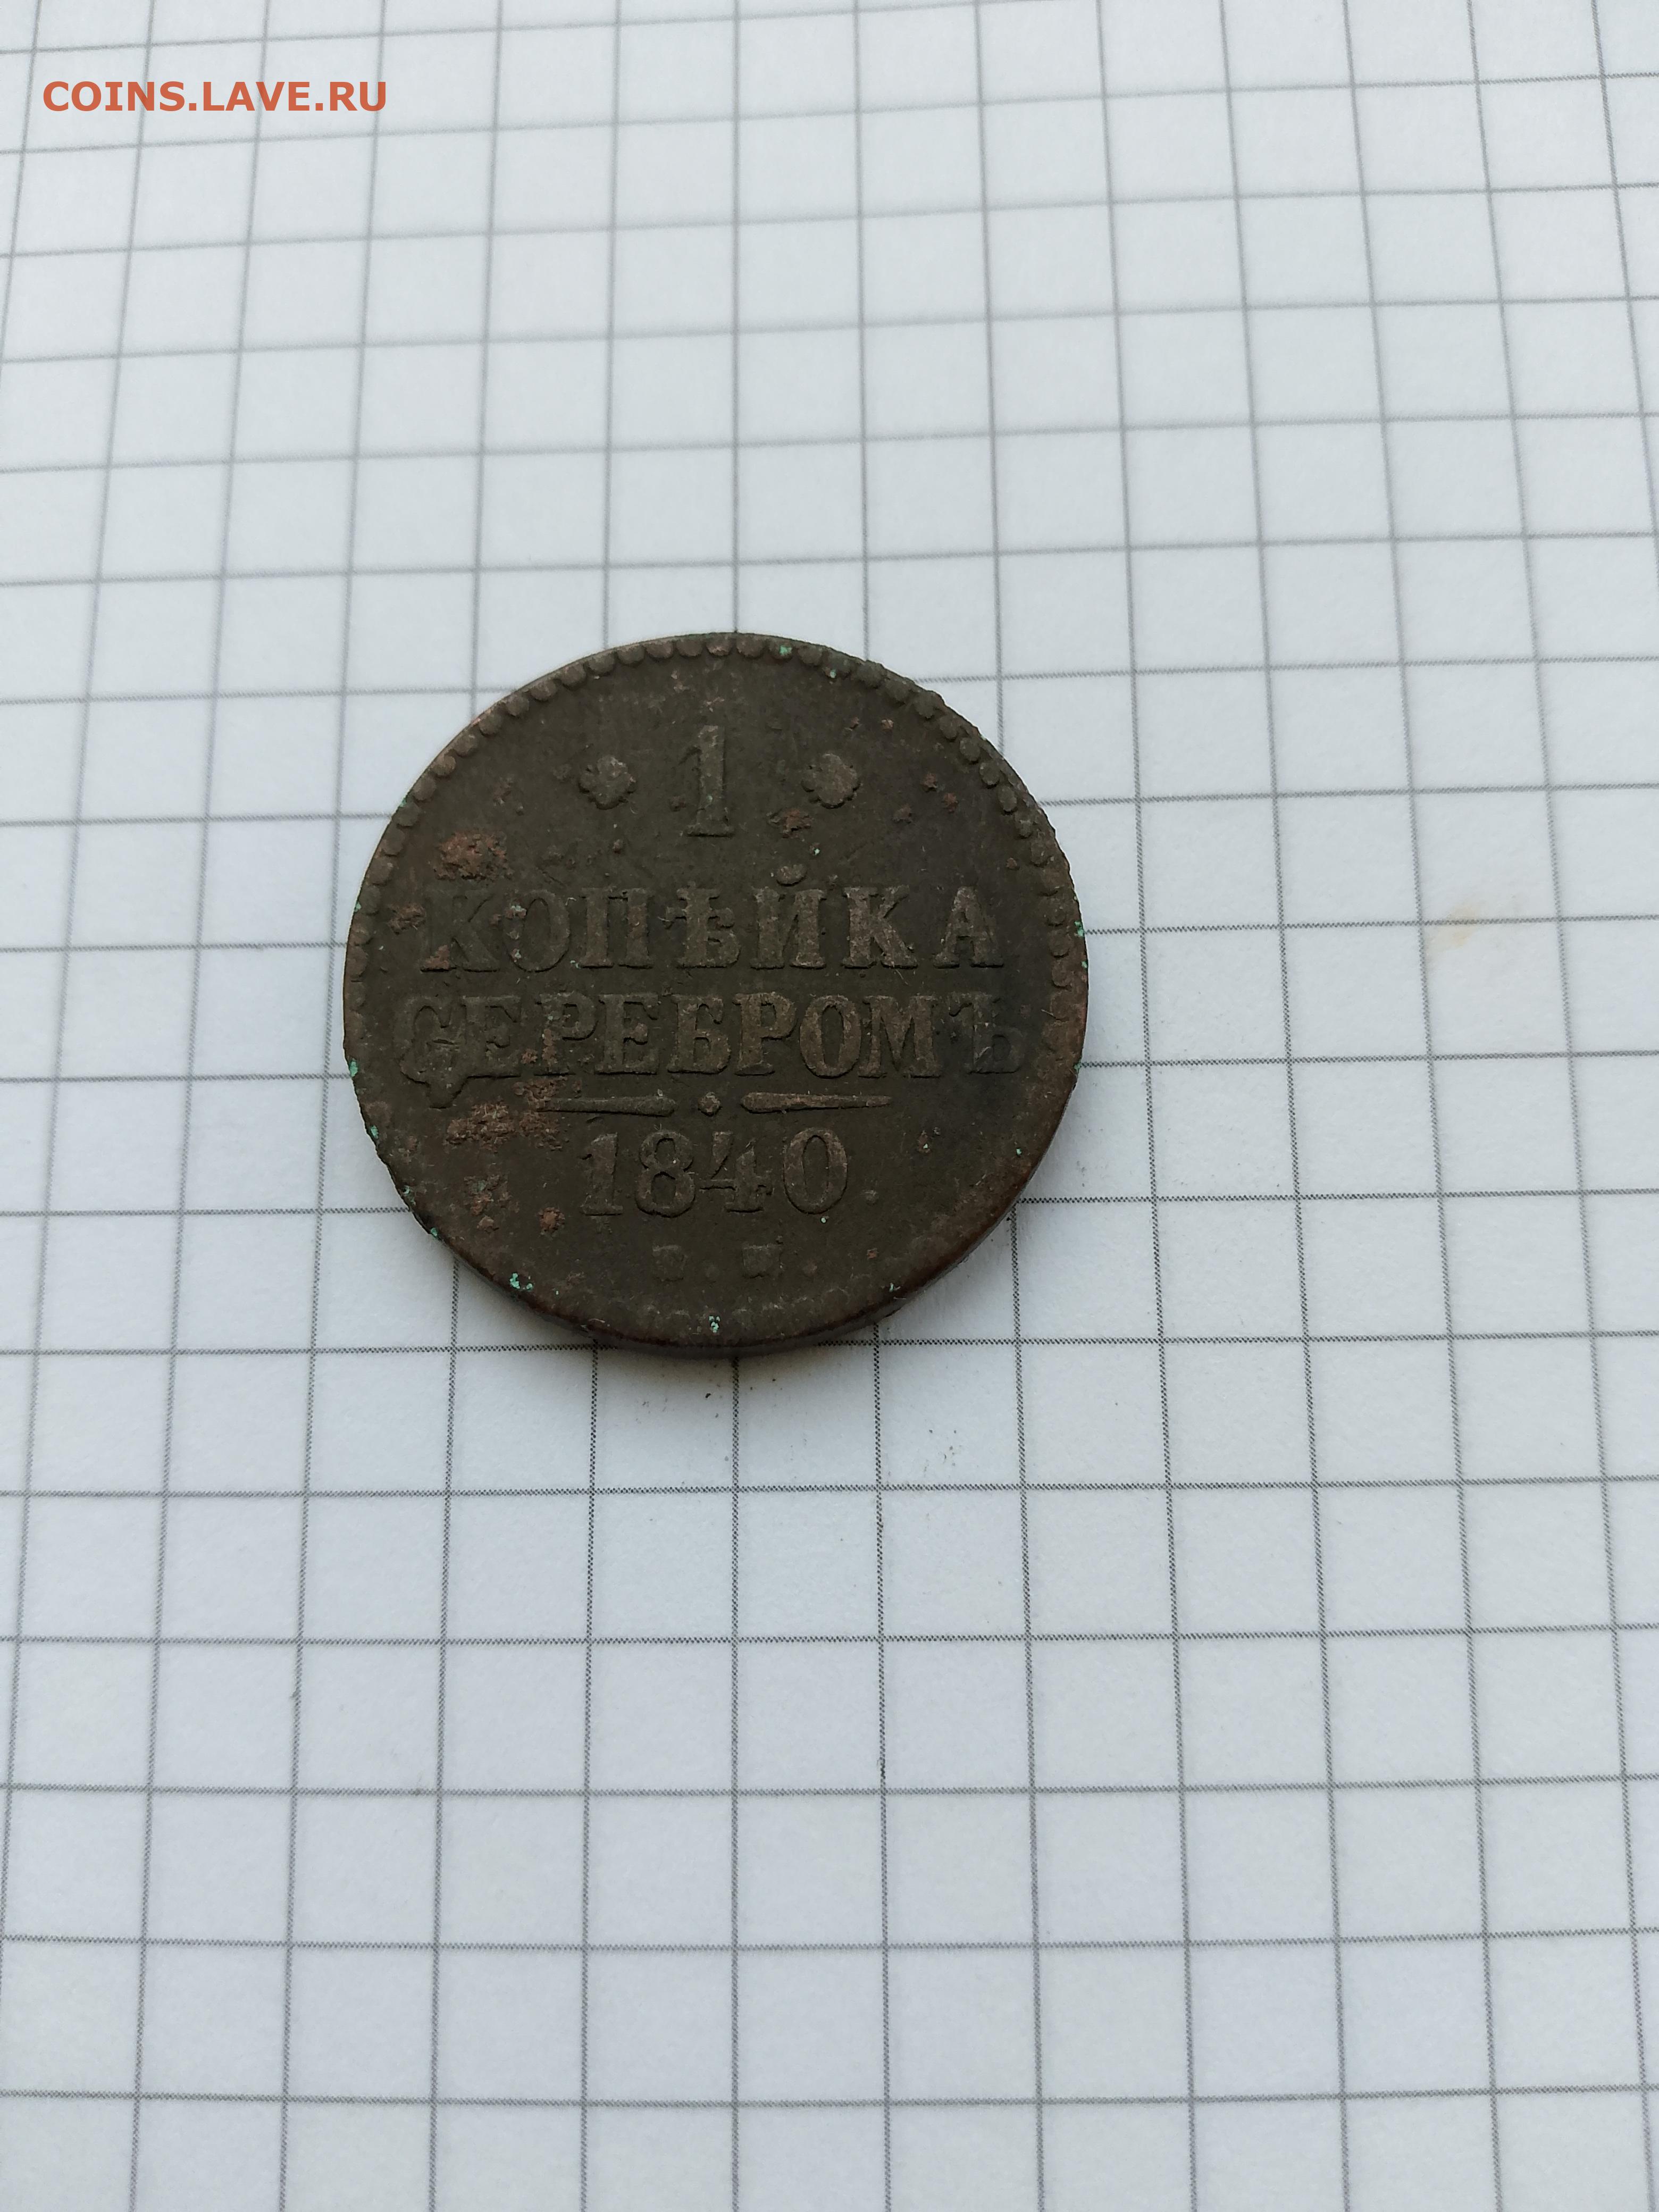 COINS.LAVE.RU
1
КОПѢЙКА
СЕРЕБРОМЪ
1840